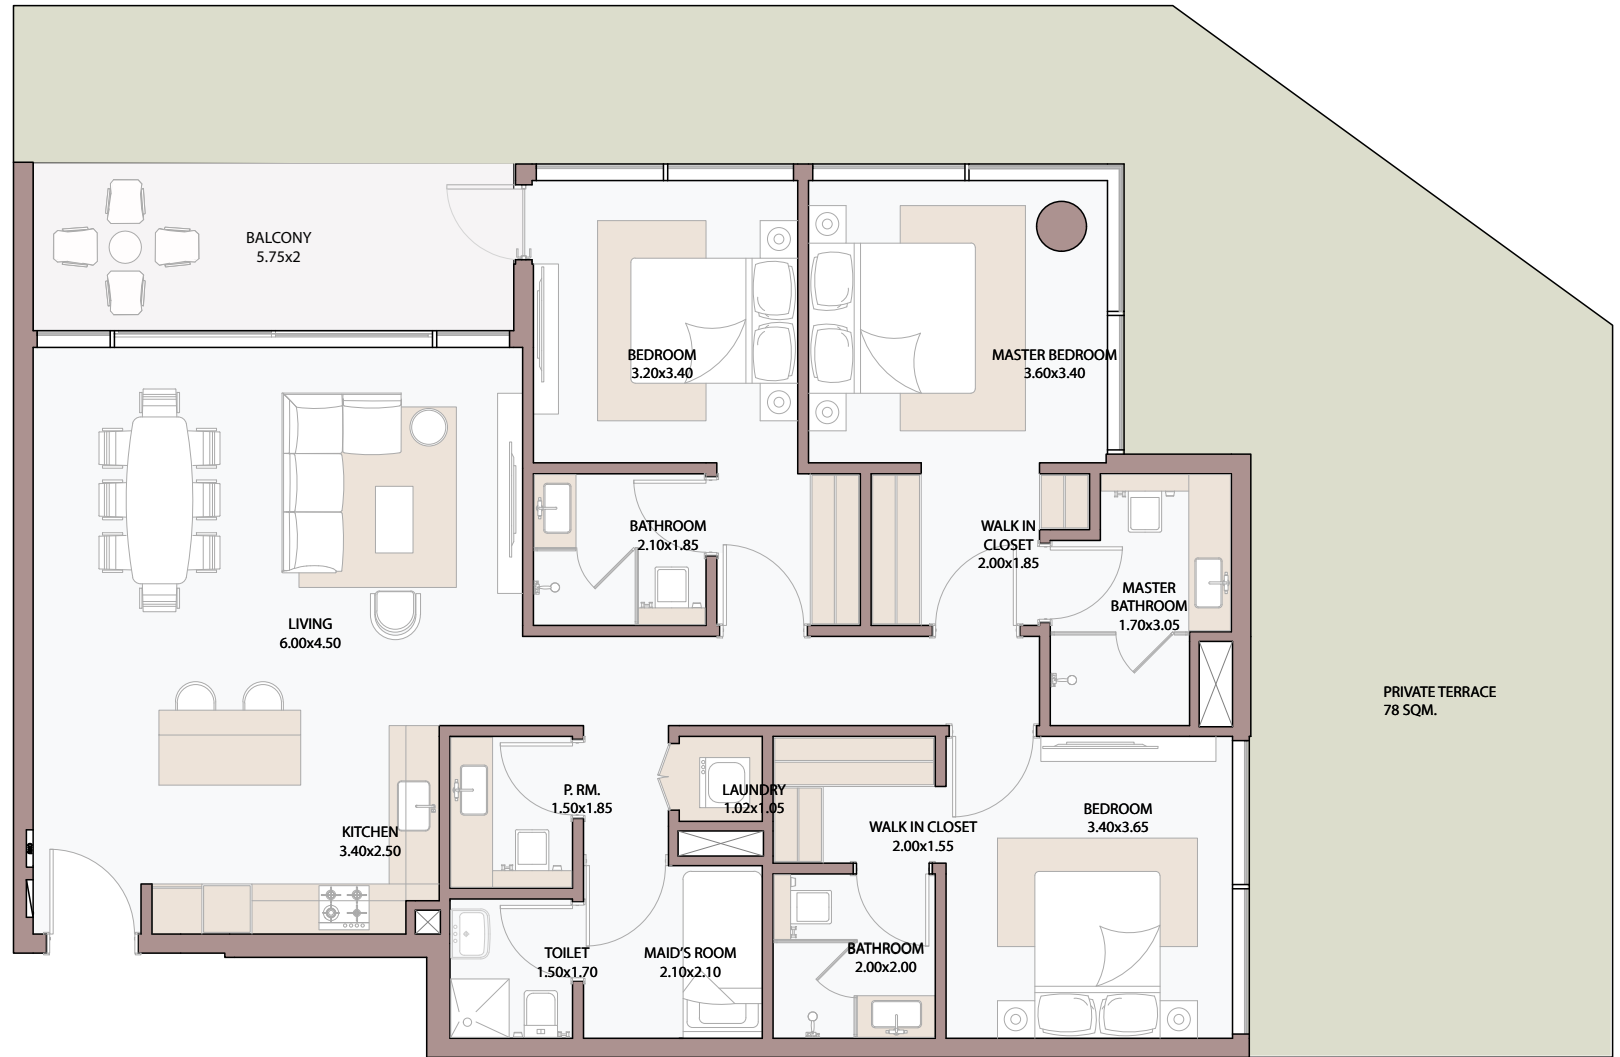 BALCONY
5.75x2
BEDROOM
3.20x3.40
MASTER BEDROOM
3.60x3.40
BATHROOM
2.10x1.85
WALK IN
CLOSET
2.00x1.85
MASTER
BATHROOM
1.70x3.05
LIVING
6.00x4.50
PRIVATE TERRACE
78 SQM.
P. RM.
1.50x1.85
LAUNDRY
1.02x1.05
KITCHEN
3.40x2.50
WALK IN CLOSET
2.00x1.55
BEDROOM
3.40x3.65
TOILET
1.50x1.70
MAID'S ROOM
2.10x2.10
BATHROOM
2.00x2.00